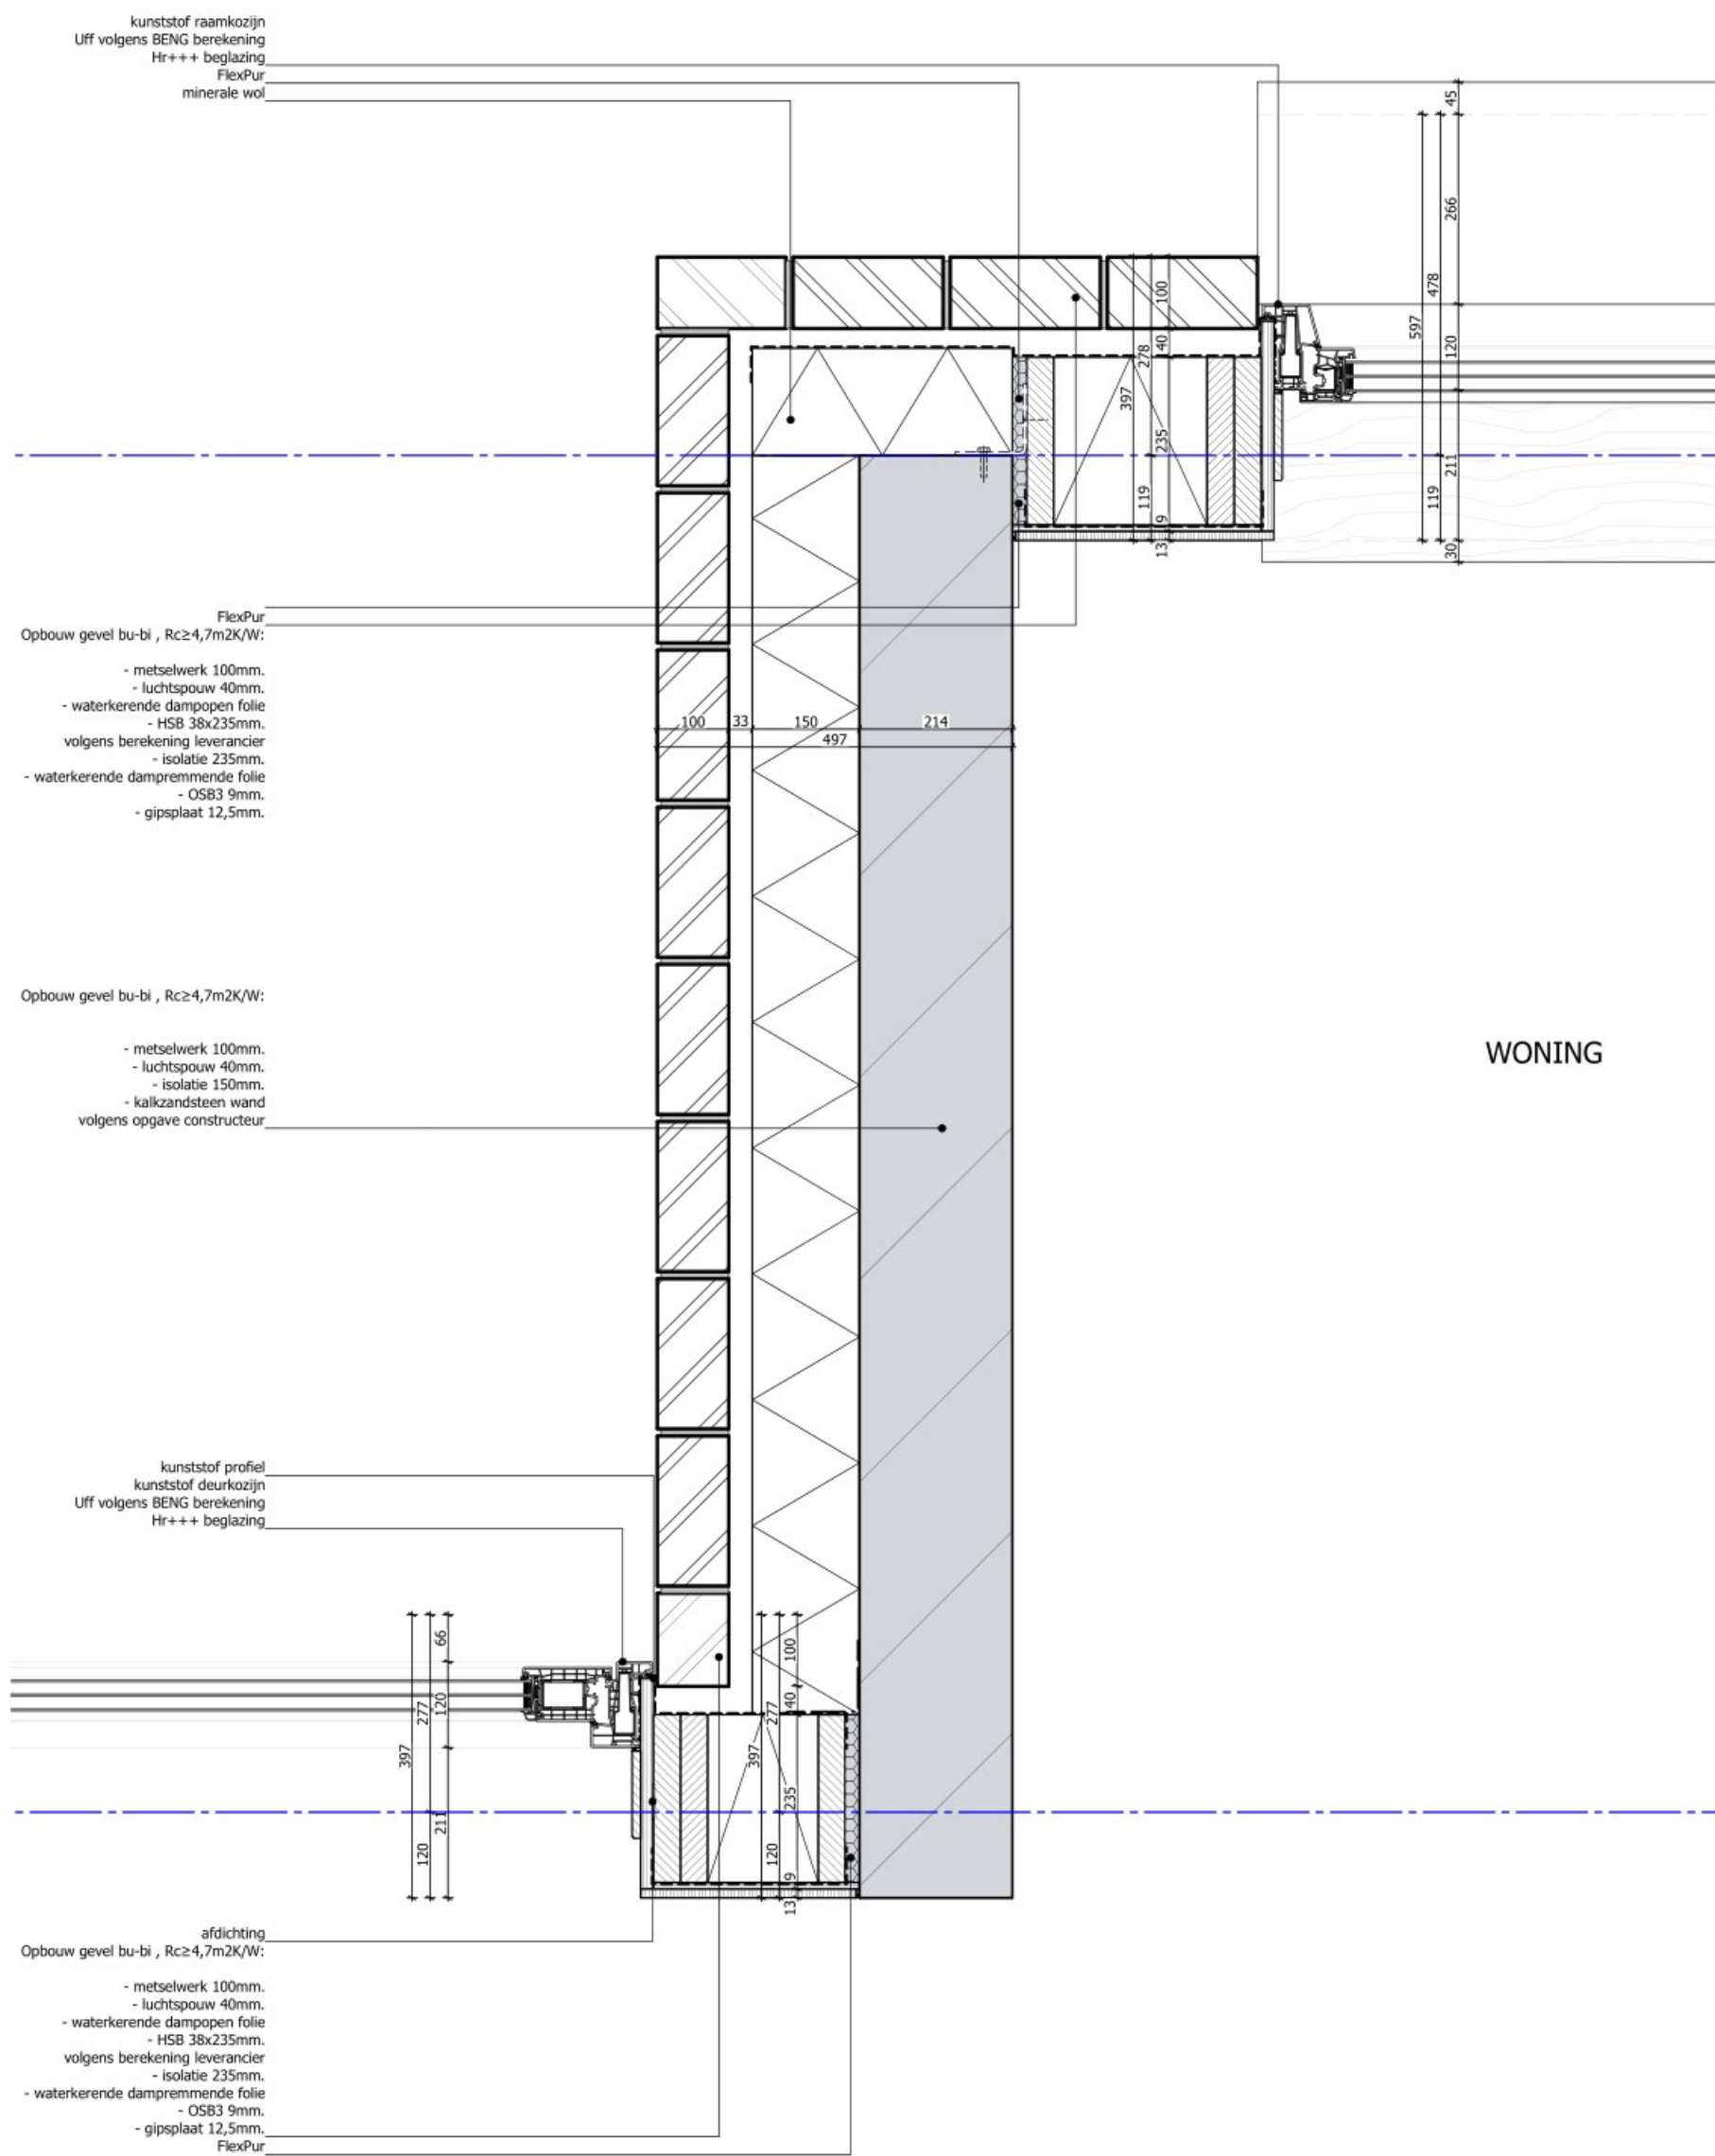 kunststof raamkozijn
Uff volgens BENG berekening
Hr+++ beglazing
FlexPur
minerale wol
45
266
478
597
120
211
119
30
100
40
278
397
235
119
9
13
FlexPur
Opbouw gevel bu-bi , Rc≥4,7m2K/W:
- metselwerk 100mm.
- luchtspouw 40mm.
- waterkerende dampopen folie
- HSB 38x235mm.
volgens berekening leverancier
- isolatie 235mm.
- waterkerende dampremmende folie
- OSB3 9mm.
- gipsplaat 12,5mm.
100 33 150 214
497
Opbouw gevel bu-bi , Rc≥4,7m2K/W:
- metselwerk 100mm.
- luchtspouw 40mm.
- isolatie 150mm.
- kalkzandsteen wand
volgens opgave constructeur
WONING
kunststof profiel
kunststof deurkozijn
Uff volgens BENG berekening
Hr+++ beglazing
66
120
277
397
211
120
100
40
277
397
235
120
9
13
afdichting
Opbouw gevel bu-bi , Rc≥4,7m2K/W:
- metselwerk 100mm.
- luchtspouw 40mm.
- waterkerende dampopen folie
- HSB 38x235mm.
volgens berekening leverancier
- isolatie 235mm.
- waterkerende dampremmende folie
- OSB3 9mm.
- gipsplaat 12,5mm.
FlexPur